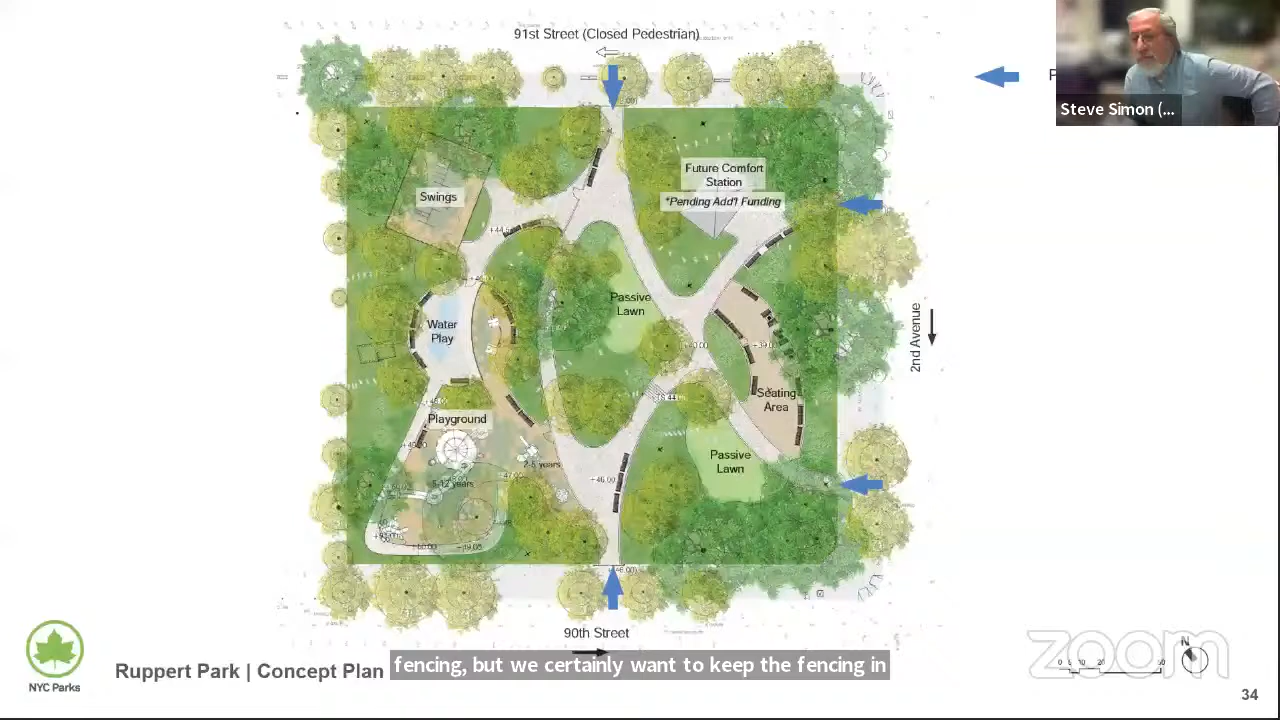 91st Street (Closed Pedestrian)
Steve Simon (...
Swings
Future Comfort
Station
*Pending Add'l Funding
Passive
Lawn
Water
Play
2nd Avenue
Seating
Area
Playground
Passive
Lawn
2-5 years
5-12 years
+46.00
90th Street
NYC Parks
Ruppert Park | Concept Plan
fencing, but we certainly want to keep the fencing in
zoom
N
34